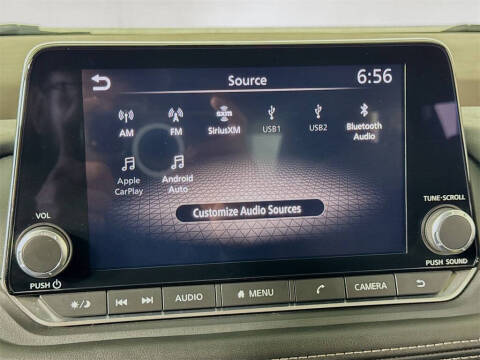 Source 6:56
AM FM SXM SiriusXM USB1 USB2 Bluetooth Audio
Apple CarPlay Android Auto
Customize Audio Sources
VOL TUNE•SCROLL
PUSH PUSH SOUND
AUDIO MENU CAMERA